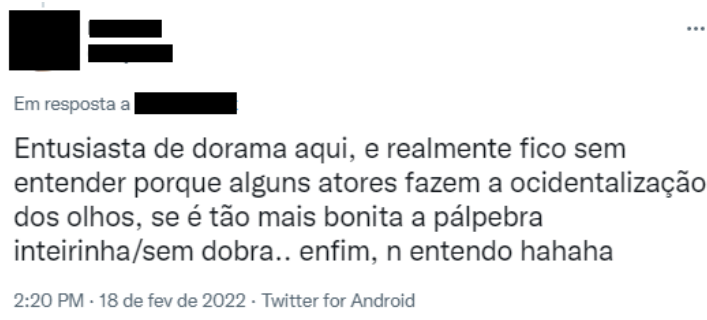 Em resposta a
Entusiasta de dorama aqui, e realmente fico sem
entender porque alguns atores fazem a ocidentalização
dos olhos, se é tão mais bonita a pálpebra
inteirinha/sem dobra.. enfim, n entendo hahaha
2:20 PM · 18 de fev de 2022 · Twitter for Android